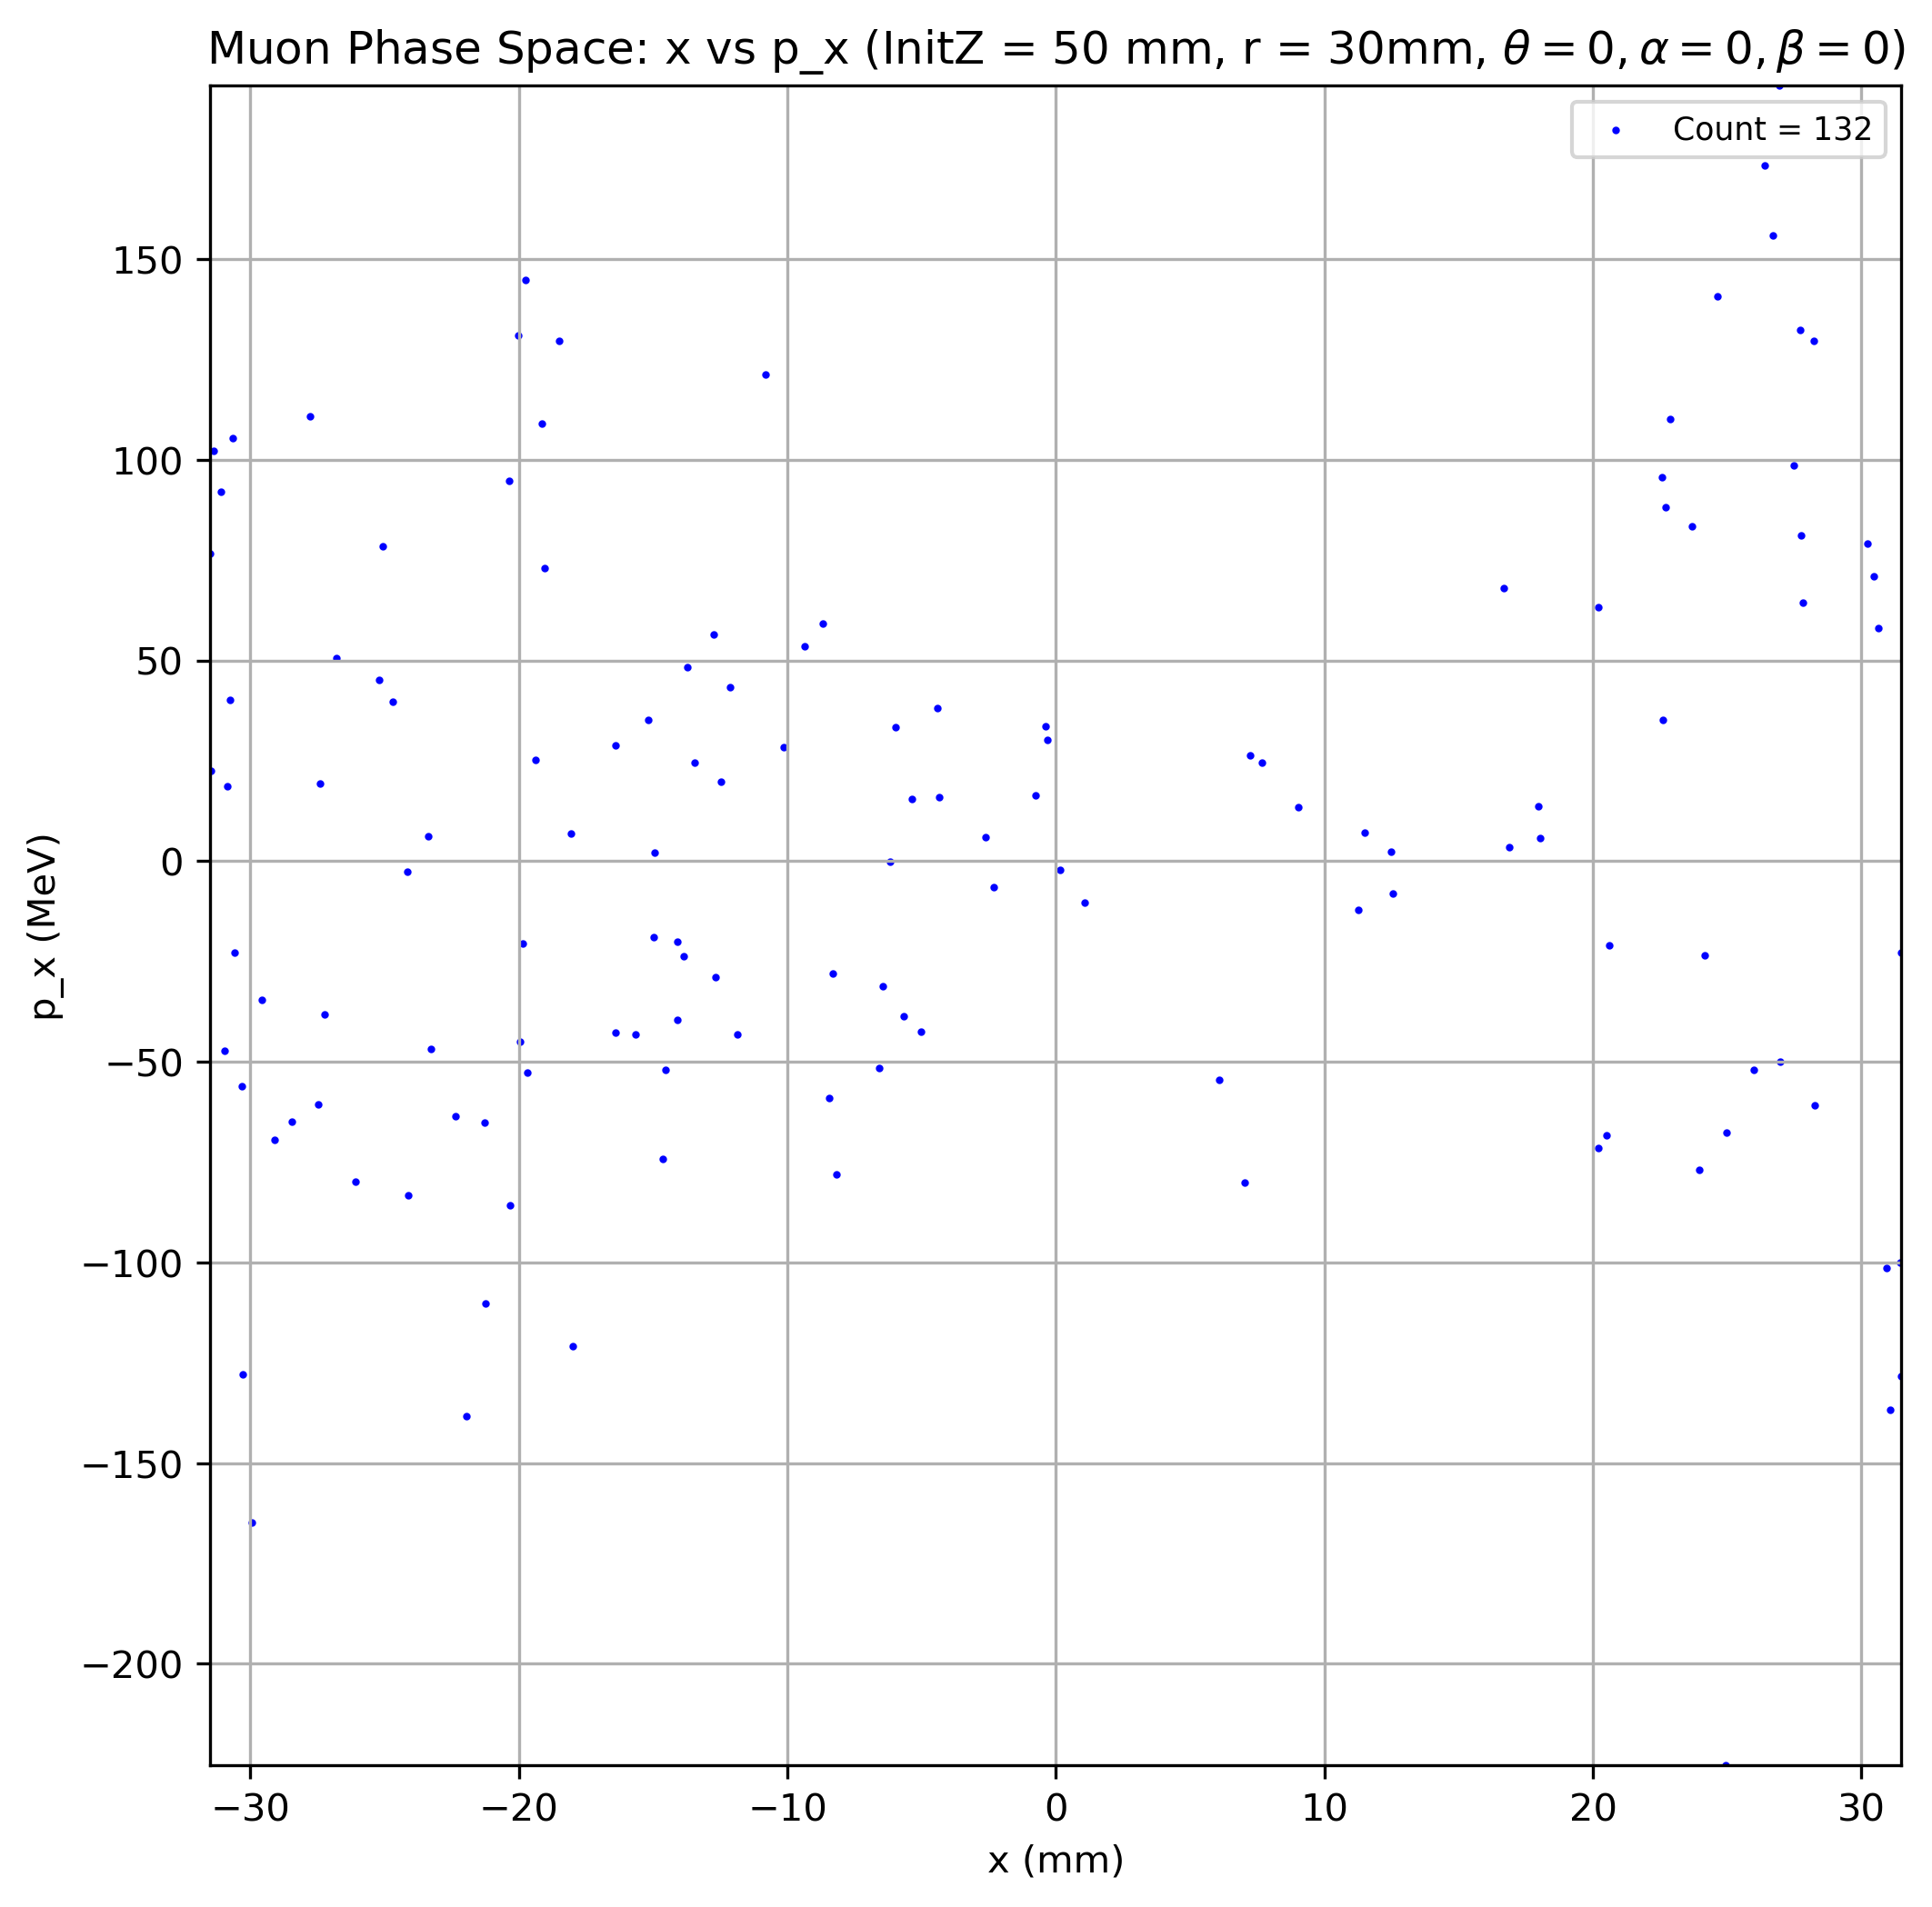 Muon Phase Space: x vs p_x (InitZ = 50 mm, r = 30mm, θ = 0, α = 0, β = 0)
Count = 132
150
100
50
0
−50
−100
−150
−200
p_x (MeV)
−30 −20 −10 0 10 20 30
x (mm)